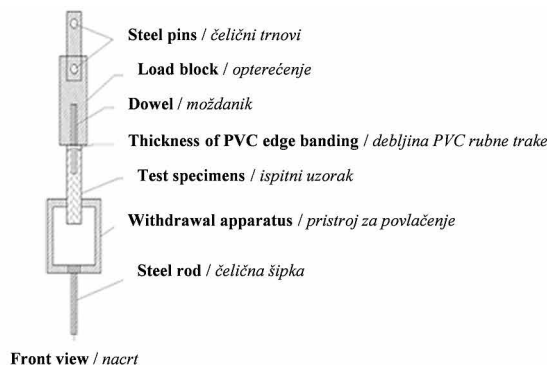 Steel pins / čelični trnovi
Load block / opterećenje
Dowel / moždanik
Thickness of PVC edge banding / debljina PVC rubne trake
Test specimens / ispitni uzorak
Withdrawal apparatus / pristroj za povlačenje
Steel rod / čelična šipka
Front view / nacrt